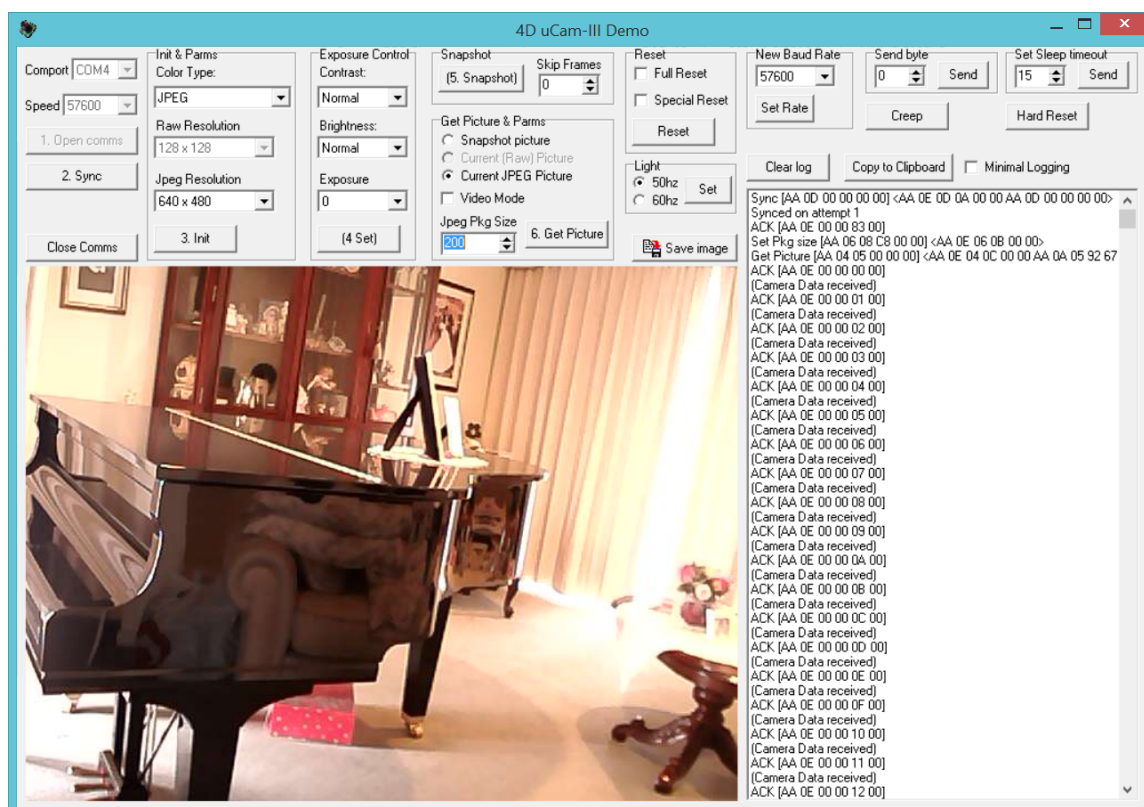 4D uCam-III Demo
Comport COM4
Speed 57600
1. Open comms
2. Sync
Close Comms
Init & Parms
Color Type:
JPEG
Raw Resolution
128 x 128
Jpeg Resolution
640 x 480
3. Init
Exposure Control
Contrast:
Normal
Brightness:
Normal
Exposure
0
(4 Set)
Snapshot
(5. Snapshot)
Skip Frames
0
Get Picture & Parms
Snapshot picture
Current (Raw) Picture
Current JPEG Picture
Video Mode
Jpeg Pkg Size
200
6. Get Picture
Reset
Full Reset
Special Reset
Reset
Light
50hz
60hz
Set
Save image
New Baud Rate
57600
Set Rate
Send byte
0
Send
Creep
Set Sleep timeout
15
Send
Hard Reset
Clear log
Copy to Clipboard
Minimal Logging
Sync [AA 0D 00 00 00 00] <AA 0E 0D 0A 00 00 AA 0D 00 00 00 00>
Synced on attempt 1
ACK [AA 0E 00 00 83 00]
Set Pkg size [AA 06 08 C8 00 00] <AA 0E 06 0B 00 00>
Get Picture [AA 04 05 00 00 00] <AA 0E 04 0C 00 00 AA 0A 05 92 67
ACK [AA 0E 00 00 00 00]
(Camera Data received)
ACK [AA 0E 00 00 01 00]
(Camera Data received)
ACK [AA 0E 00 00 02 00]
(Camera Data received)
ACK [AA 0E 00 00 03 00]
(Camera Data received)
ACK [AA 0E 00 00 04 00]
(Camera Data received)
ACK [AA 0E 00 00 05 00]
(Camera Data received)
ACK [AA 0E 00 00 06 00]
(Camera Data received)
ACK [AA 0E 00 00 07 00]
(Camera Data received)
ACK [AA 0E 00 00 08 00]
(Camera Data received)
ACK [AA 0E 00 00 09 00]
(Camera Data received)
ACK [AA 0E 00 00 0A 00]
(Camera Data received)
ACK [AA 0E 00 00 0B 00]
(Camera Data received)
ACK [AA 0E 00 00 0C 00]
(Camera Data received)
ACK [AA 0E 00 00 0D 00]
(Camera Data received)
ACK [AA 0E 00 00 0E 00]
(Camera Data received)
ACK [AA 0E 00 00 0F 00]
(Camera Data received)
ACK [AA 0E 00 00 10 00]
(Camera Data received)
ACK [AA 0E 00 00 11 00]
(Camera Data received)
ACK [AA 0E 00 00 12 00]